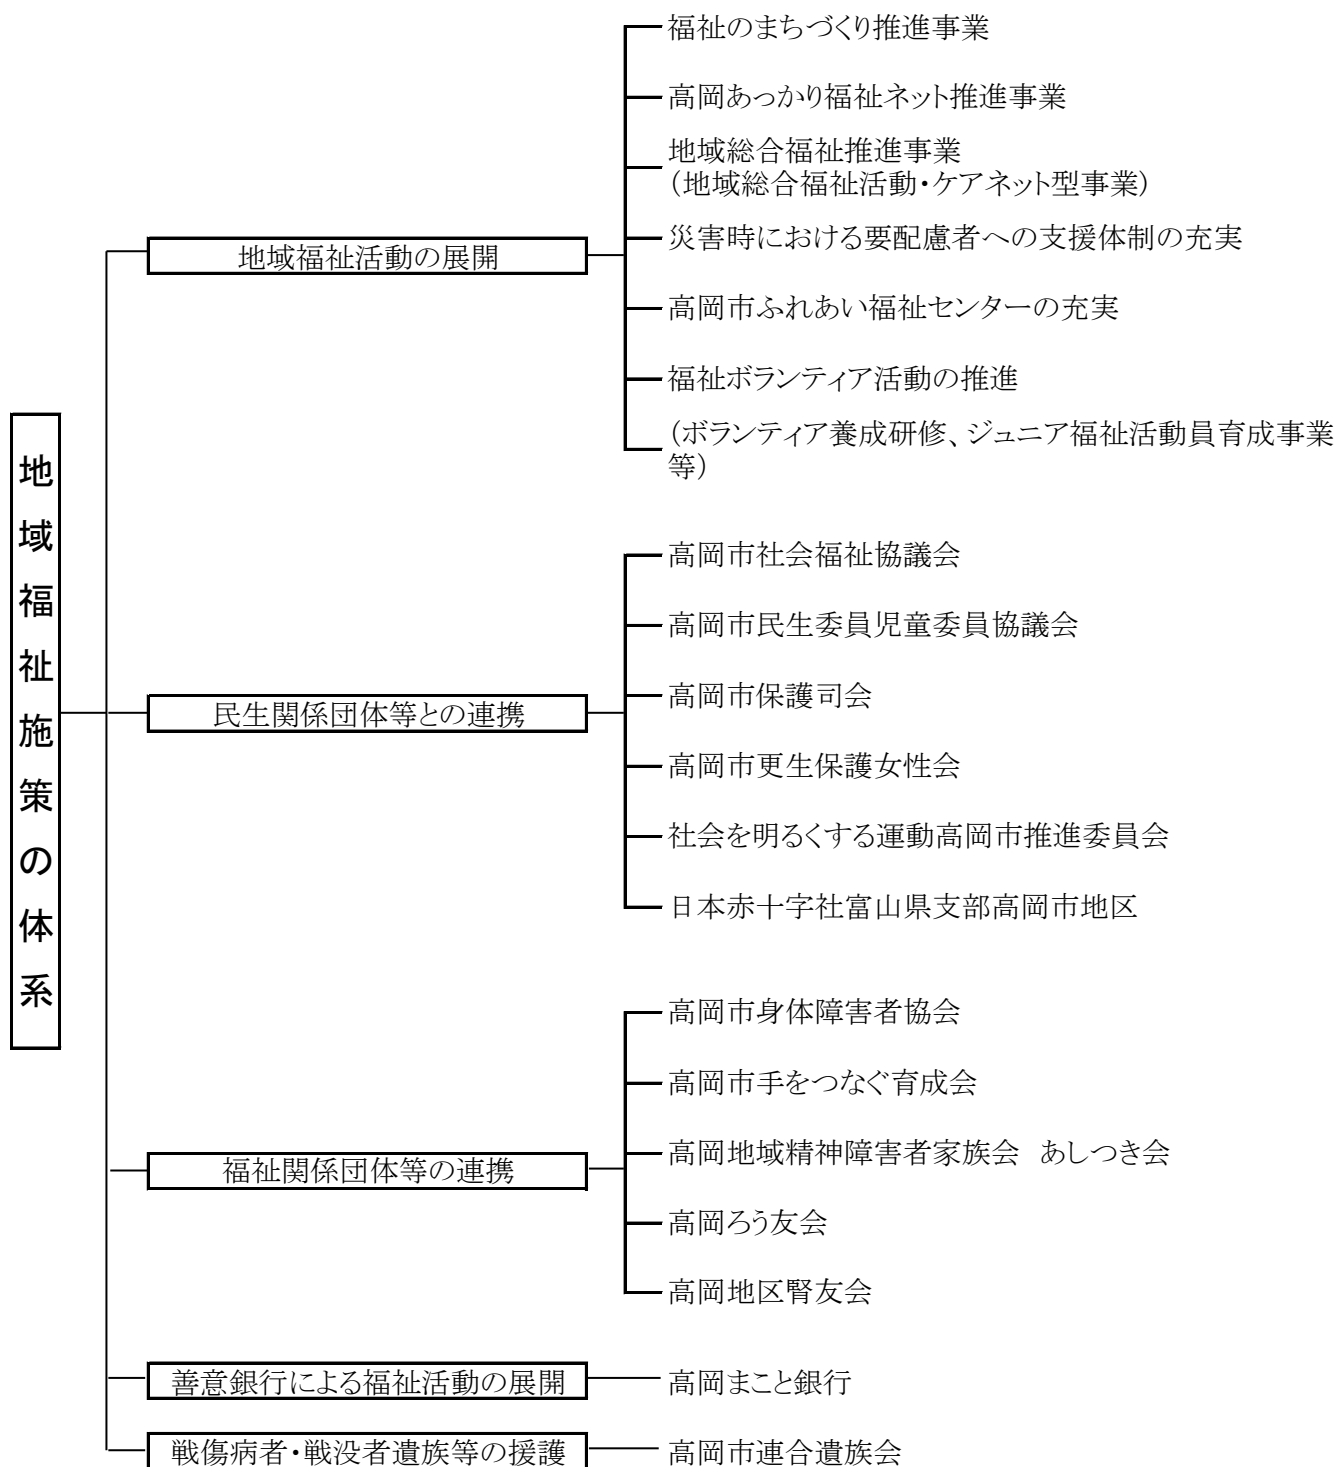 地域福祉施策の体系
地域福祉活動の展開
福祉のまちづくり推進事業
高岡あっかり福祉ネット推進事業
地域総合福祉推進事業
(地域総合福祉活動・ケアネット型事業)
災害時における要配慮者への支援体制の充実
高岡市ふれあい福祉センターの充実
福祉ボランティア活動の推進
(ボランティア養成研修、ジュニア福祉活動員育成事業
等)
民生関係団体等との連携
高岡市社会福祉協議会
高岡市民生委員児童委員協議会
高岡市保護司会
高岡市更生保護女性会
社会を明るくする運動高岡市推進委員会
日本赤十字社富山県支部高岡市地区
福祉関係団体等の連携
高岡市身体障害者協会
高岡市手をつなぐ育成会
高岡地域精神障害者家族会　あしつき会
高岡ろう友会
高岡地区腎友会
善意銀行による福祉活動の展開
高岡まこと銀行
戦傷病者・戦没者遺族等の援護
高岡市連合遺族会